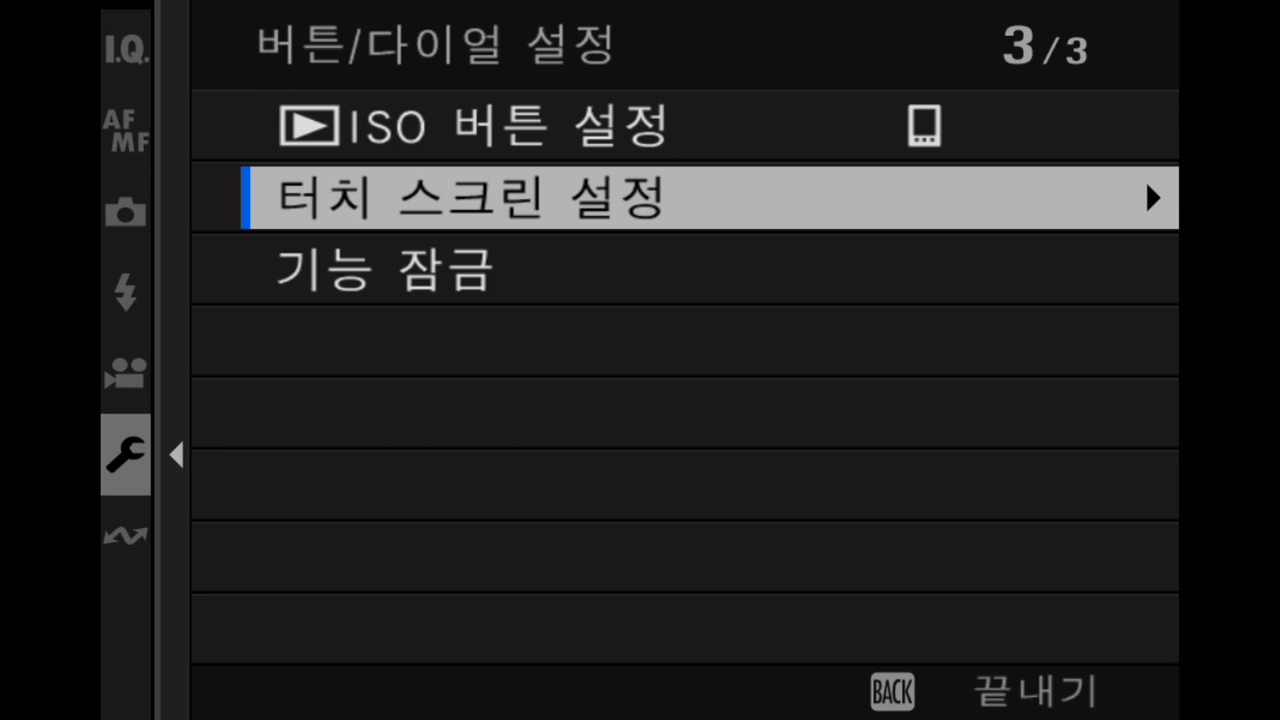 버튼/다이얼 설정 3/3
I.Q.
ISO 버튼 설정
AF
MF
터치 스크린 설정
기능 잠금
BACK 끝내기